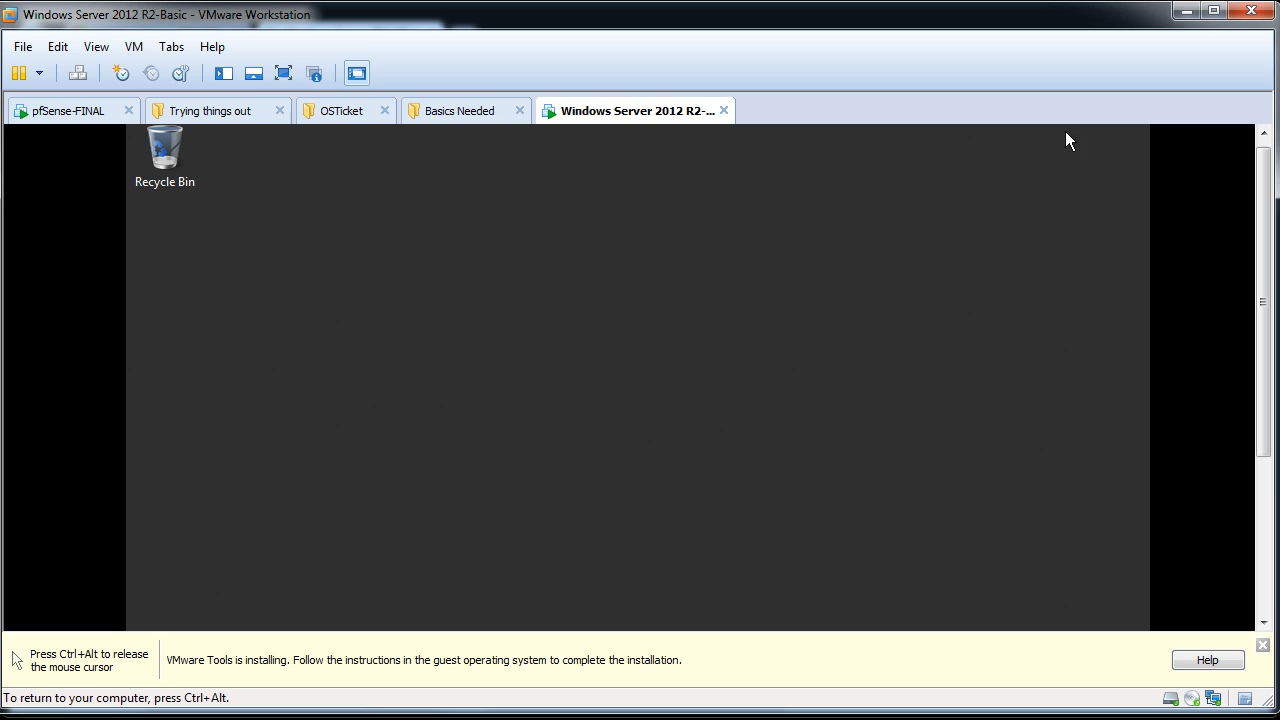 Windows Server 2012 R2-Basic - VMware Workstation
File Edit View VM Tabs Help
pfSense-FINAL Trying things out OSTicket Basics Needed Windows Server 2012 R2-...
Recycle Bin
Press Ctrl+Alt to release
the mouse cursor
VMware Tools is installing. Follow the instructions in the guest operating system to complete the installation.
Help
To return to your computer, press Ctrl+Alt.